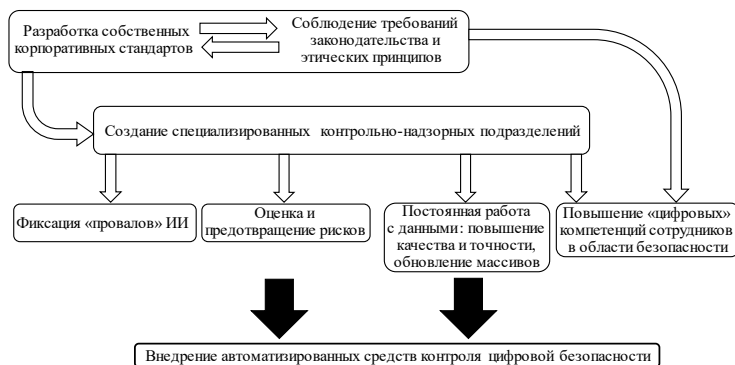 Разработка собственных
корпоративных стандартов
Соблюдение требований
законодательства и
этических принципов
Создание специализированных контрольно-надзорных подразделений
Фиксация «провалов» ИИ
Оценка и
предотвращение рисков
Постоянная работа
с данными: повышение
качества и точности,
обновление массивов
Повышение «цифровых»
компетенций сотрудников
в области безопасности
Внедрение автоматизированных средств контроля цифровой безопасности